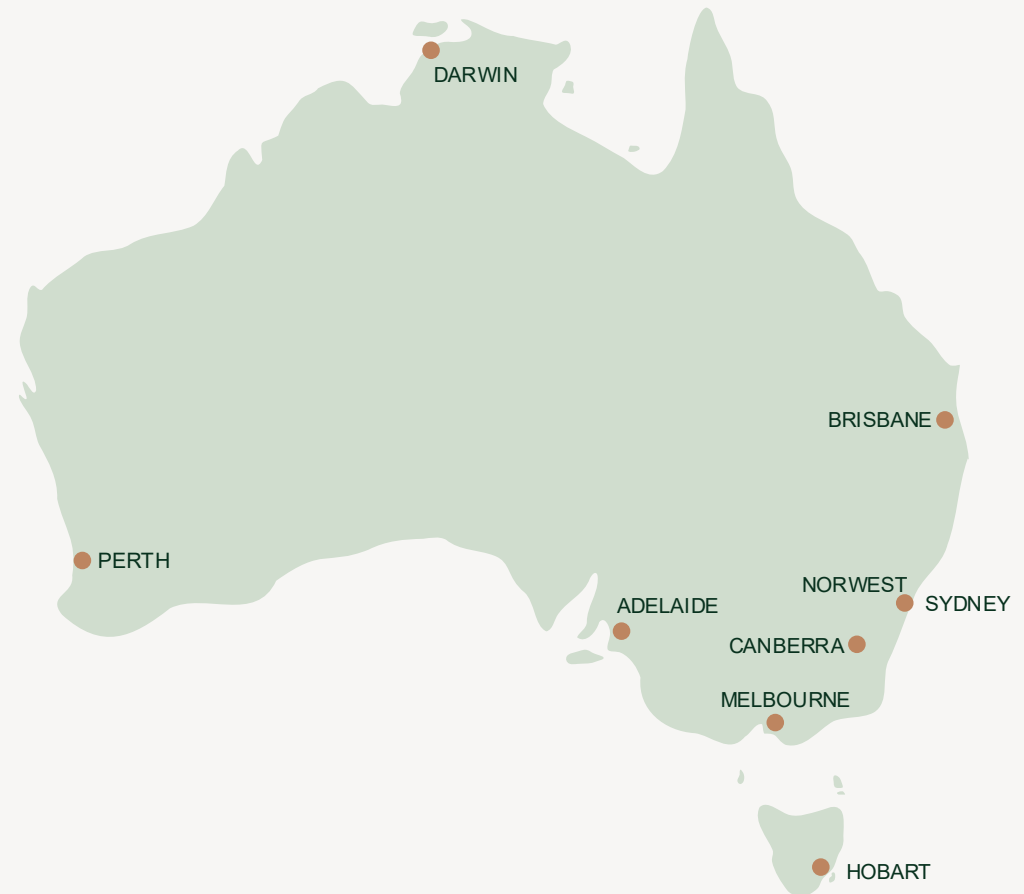 DARWIN
BRISBANE
PERTH
NORWEST
SYDNEY
ADELAIDE
CANBERRA
MELBOURNE
HOBART